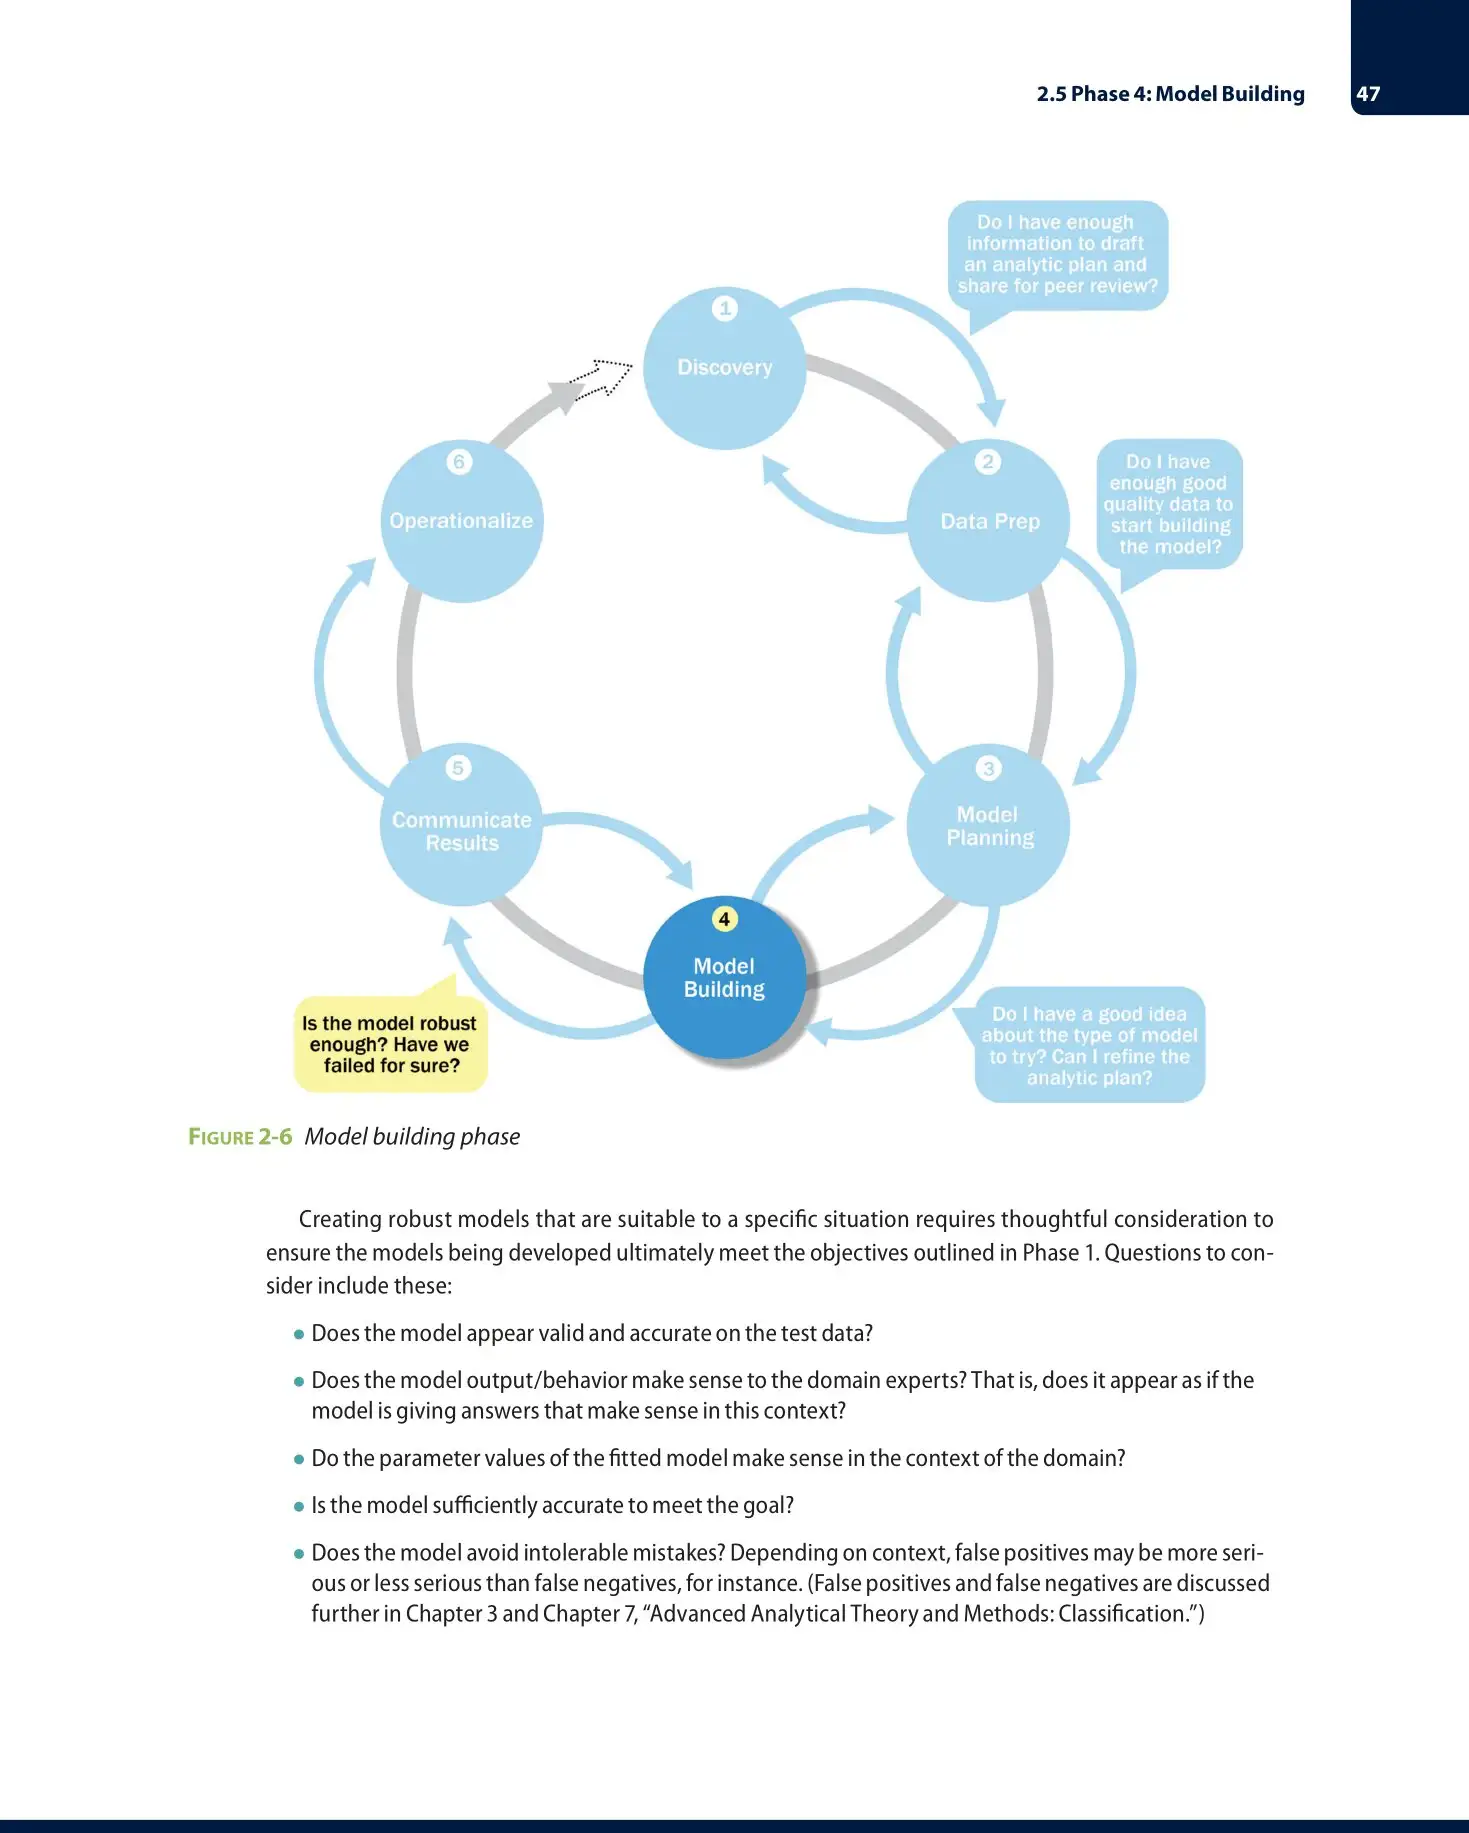 2.5 Phase 4: Model Building 47
Do I have enough
information to draft
an analytic plan and
share for peer review?
1
Discovery
2
Data Prep
Do I have
enough good
quality data to
start building
the model?
6
Operationalize
5
Communicate
Results
3
Model
Planning
4
Model
Building
Is the model robust
enough? Have we
failed for sure?
Do I have a good idea
about the type of model
to try? Can I refine the
analytic plan?
FIGURE 2-6 Model building phase
Creating robust models that are suitable to a specific situation requires thoughtful consideration to
ensure the models being developed ultimately meet the objectives outlined in Phase 1. Questions to con-
sider include these:
● Does the model appear valid and accurate on the test data?
● Does the model output/behavior make sense to the domain experts? That is, does it appear as if the
model is giving answers that make sense in this context?
● Do the parameter values of the fitted model make sense in the context of the domain?
● Is the model sufficiently accurate to meet the goal?
● Does the model avoid intolerable mistakes? Depending on context, false positives may be more seri-
ous or less serious than false negatives, for instance. (False positives and false negatives are discussed
further in Chapter 3 and Chapter 7, “Advanced Analytical Theory and Methods: Classification.”)